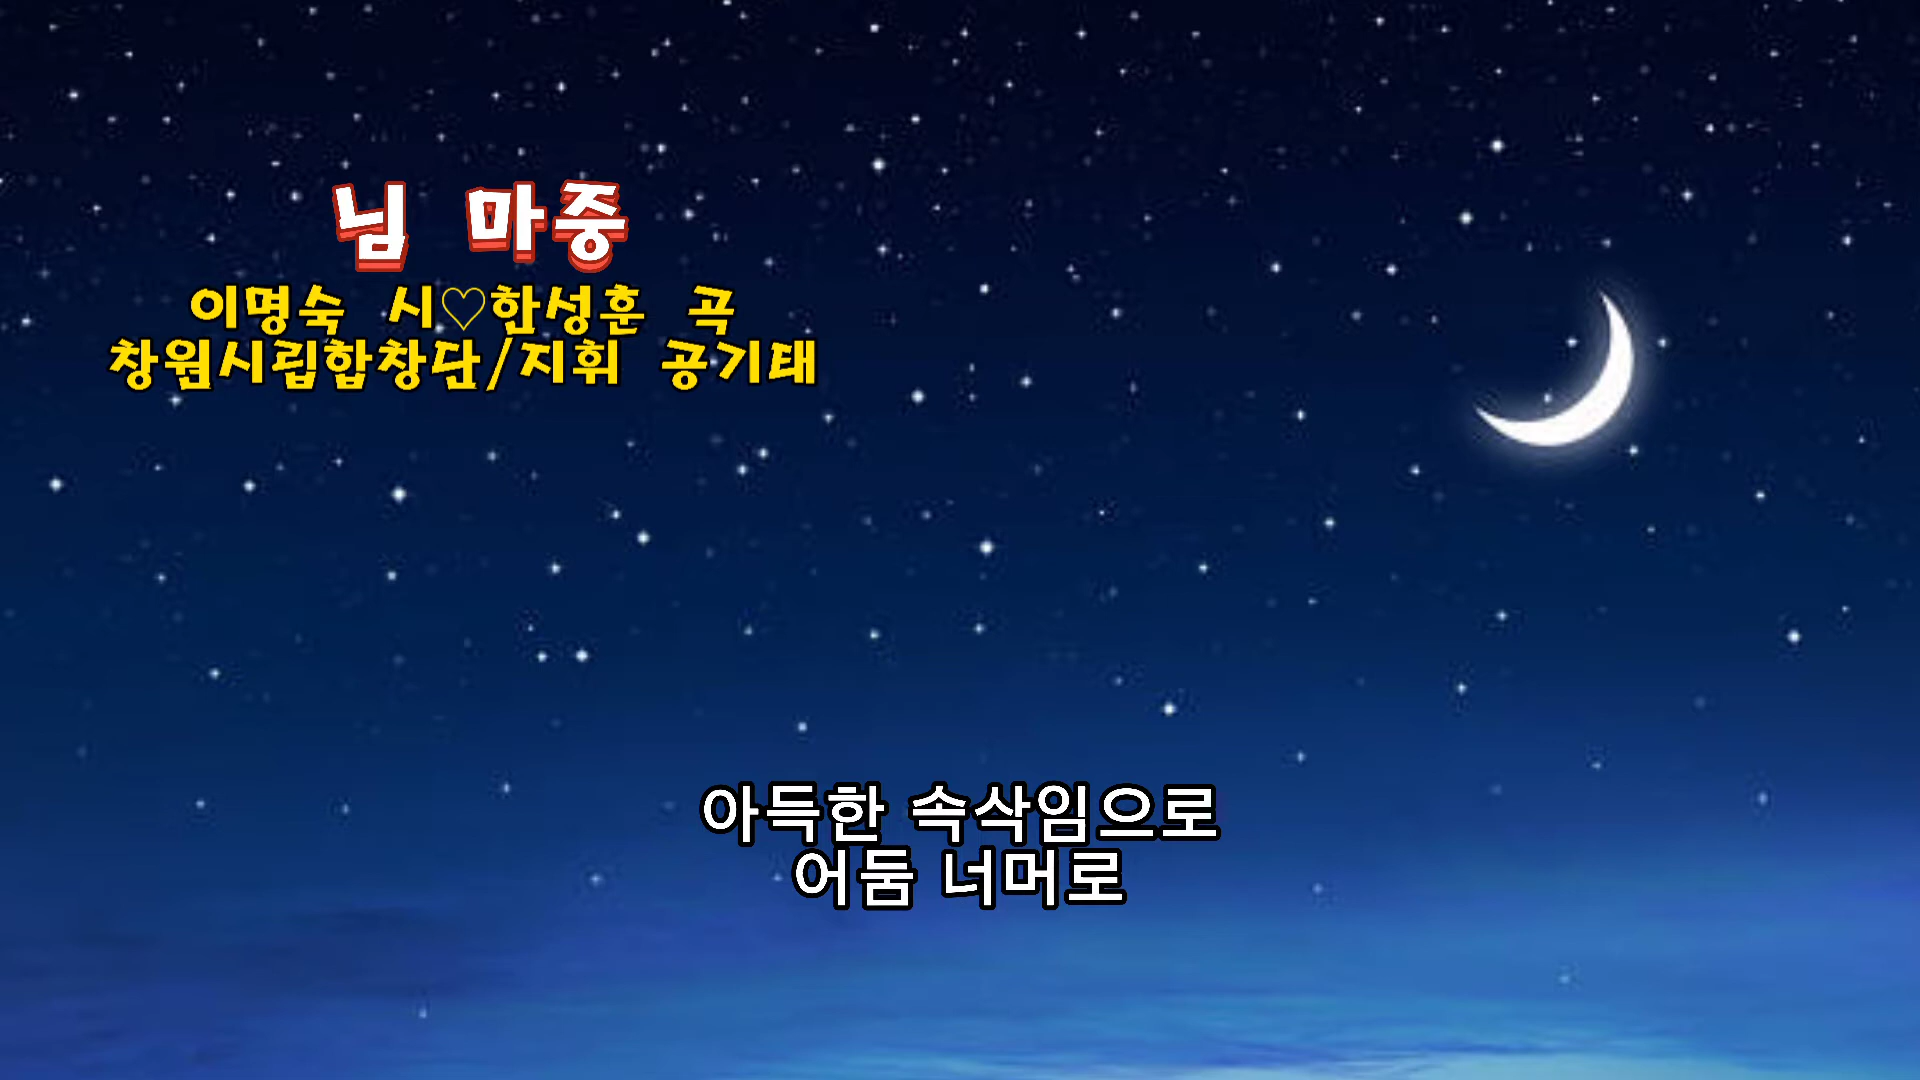 님 마중
이명숙 시♡한성훈 곡
창원시립합창단/지휘 공기태
아득한 속삭임으로
어둠 너머로